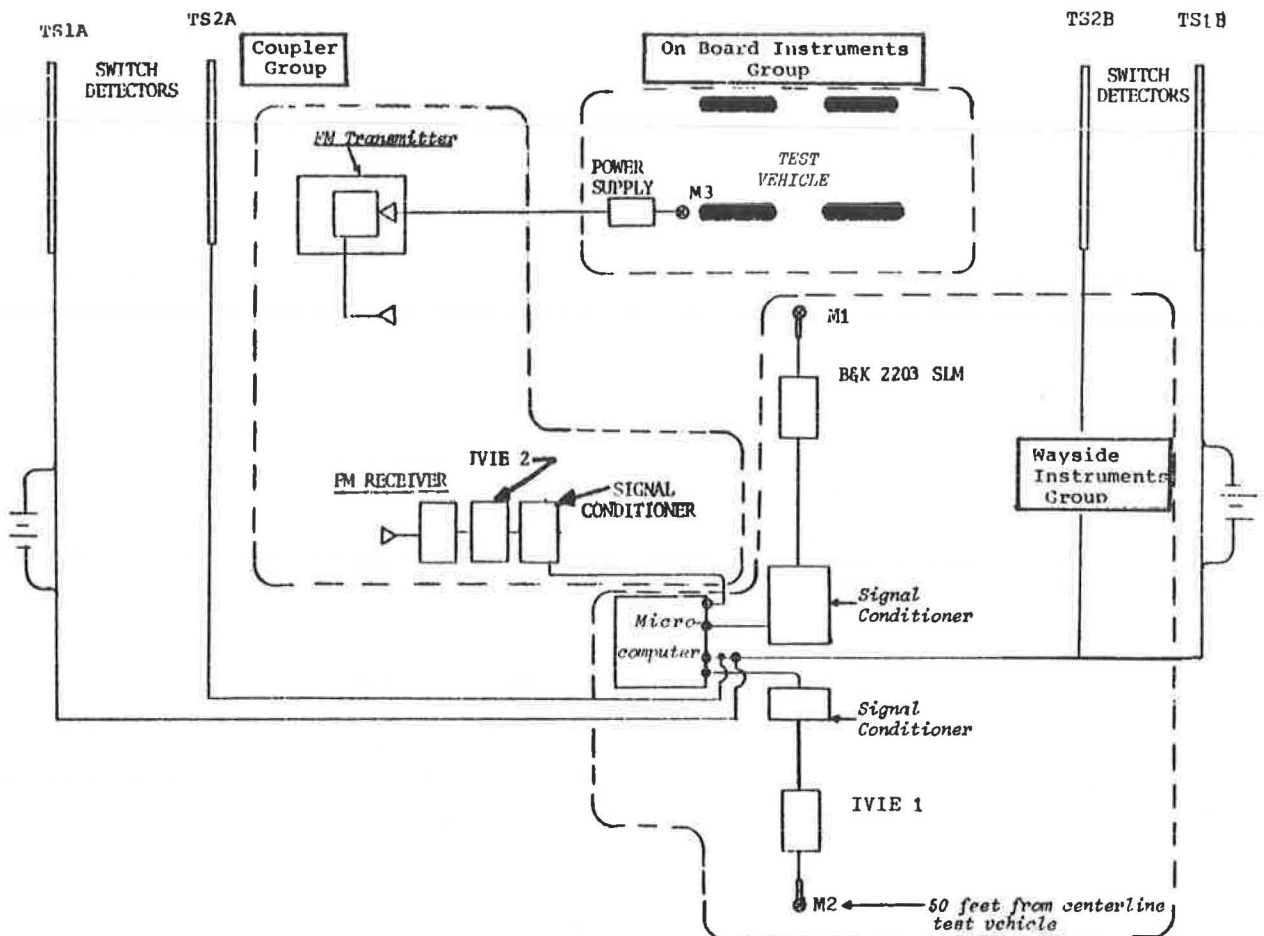 TS1A
TS2A
TS2B
TS1B
SWITCH
DETECTORS
Coupler
Group
On Board Instruments
Group
SWITCH
DETECTORS
FM Transmitter
POWER
SUPPLY
M3
TEST
VEHICLE
M1
B&K 2203 SLM
Wayside
Instruments
Group
IVIE 2
FM RECEIVER
SIGNAL
CONDITIONER
Micro-
computer
Signal
Conditioner
Signal
Conditioner
IVIE 1
M2
50 feet from centerline
test vehicle